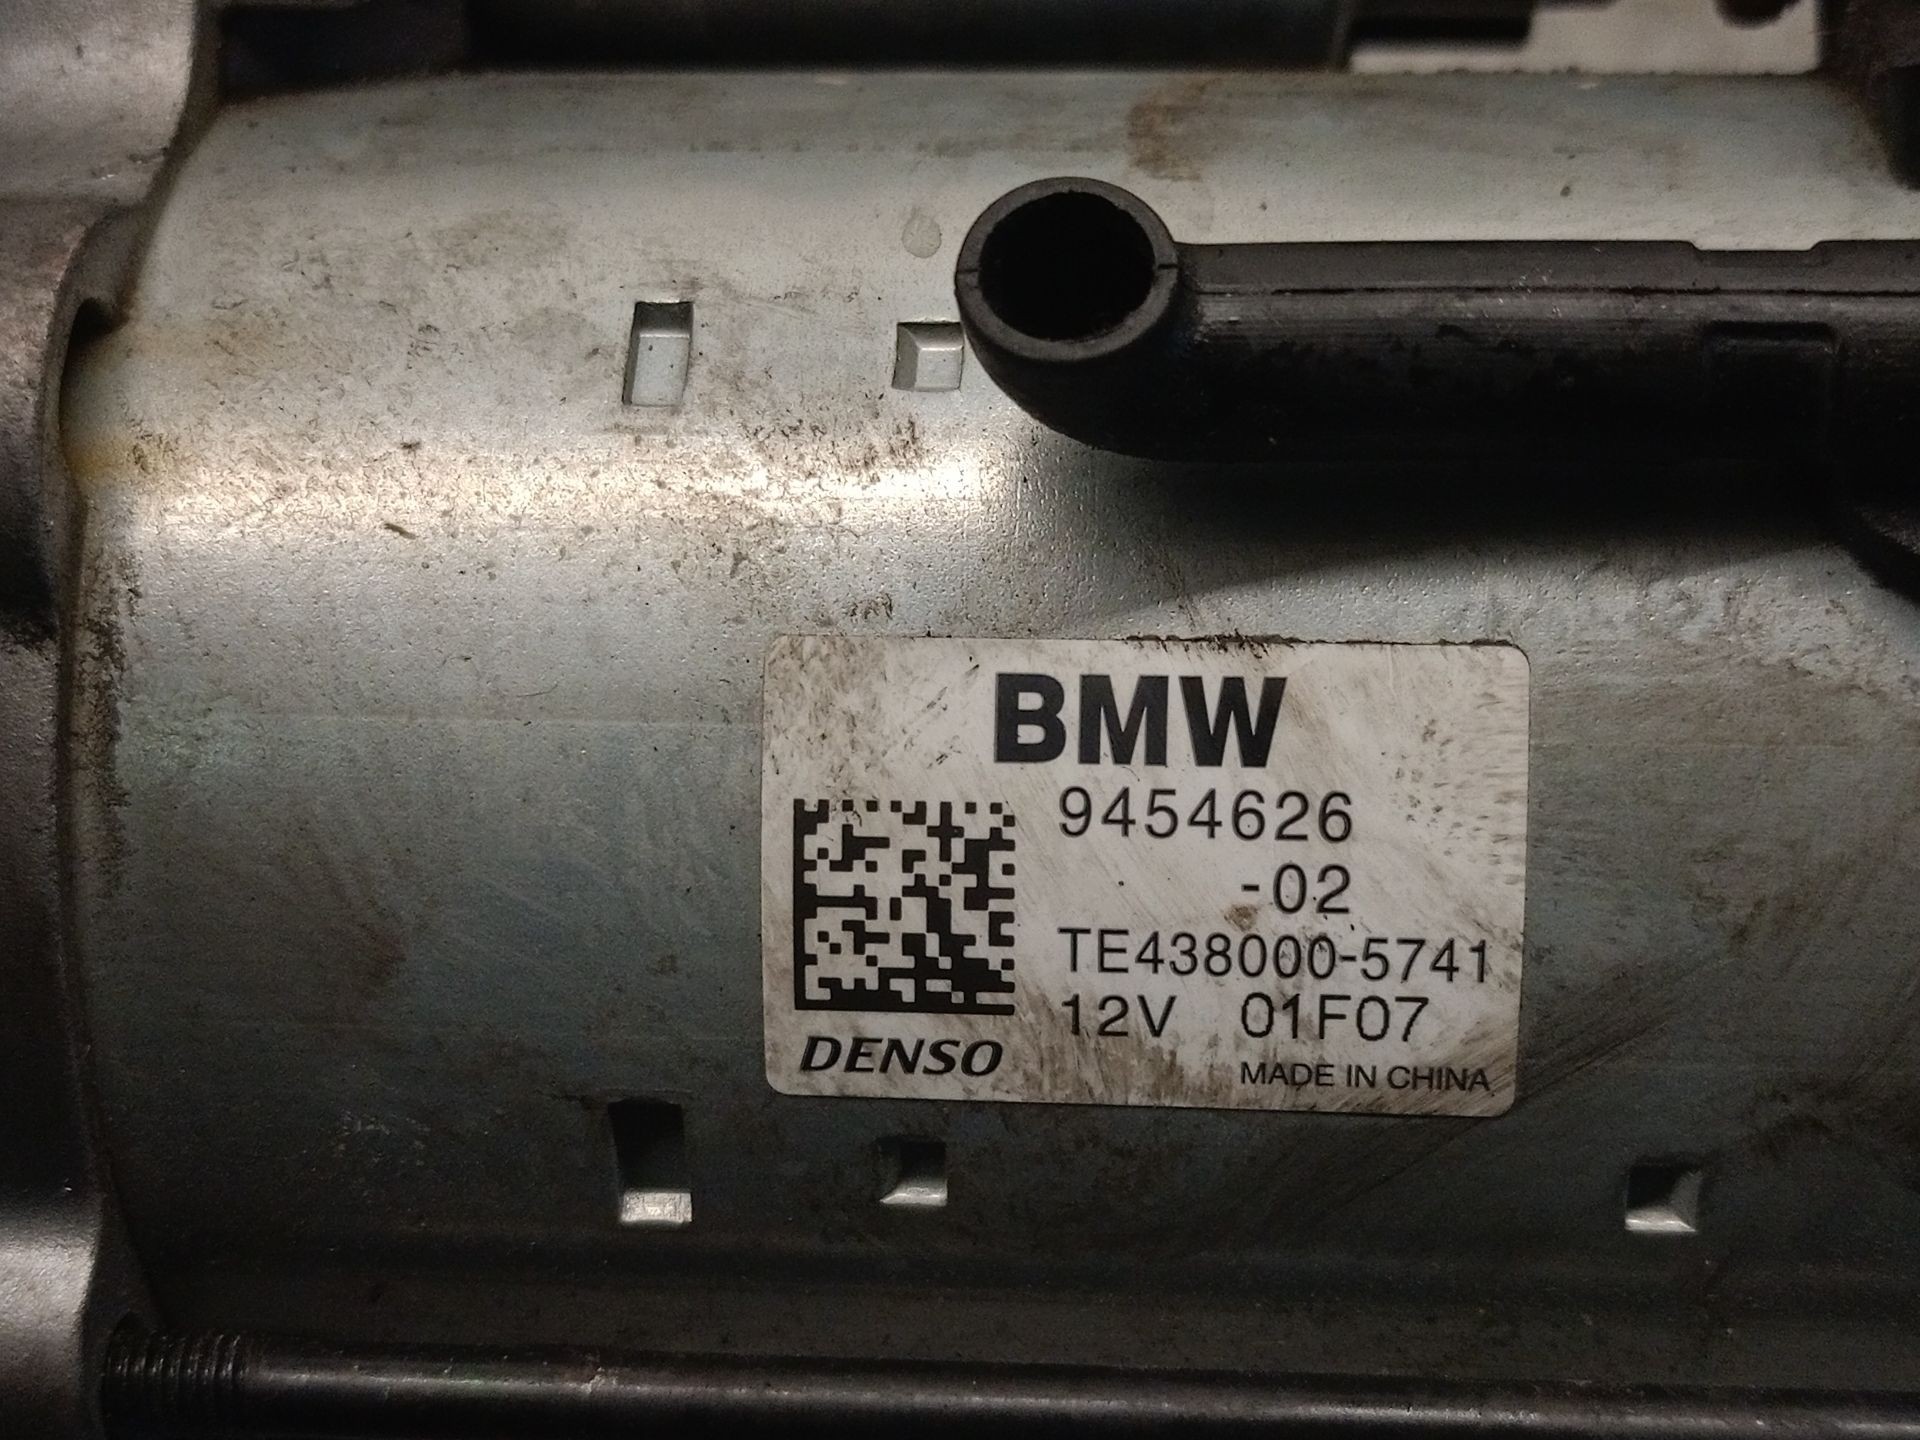 BMW
9454626
-02
TE438000-5741
12V 01F07
DENSO
MADE IN CHINA